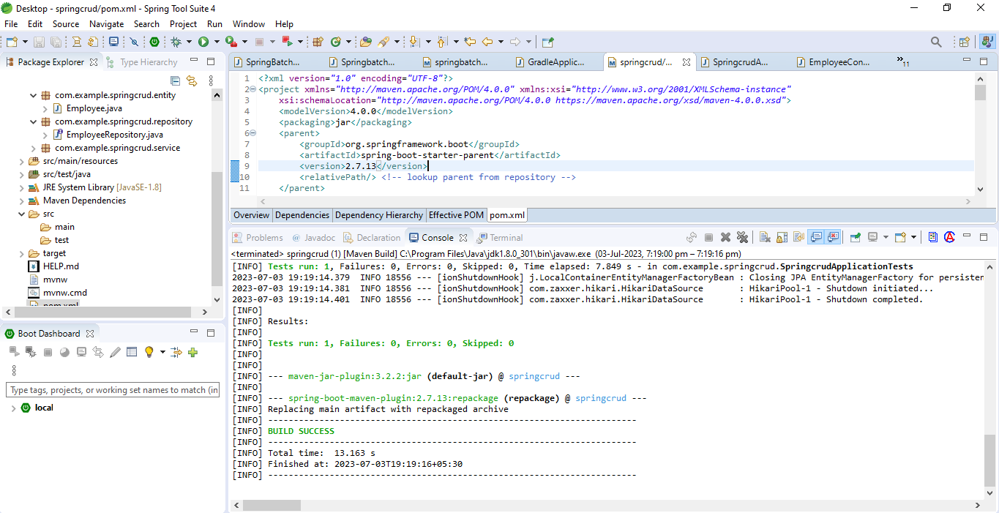 Desktop - springcrud/pom.xml - Spring Tool Suite 4
File Edit Source Navigate Search Project Run Window Help
Package Explorer Type Hierarchy
com.example.springcrud.entity
Employee.java
com.example.springcrud.repository
EmployeeRepository.java
com.example.springcrud.service
src/main/resources
src/test/java
JRE System Library [JavaSE-1.8]
Maven Dependencies
src
main
test
target
HELP.md
mvnw
mvnw.cmd
pom.xml
Boot Dashboard
Type tags, projects, or working set names to match (in
local
SpringBatch... Springbatch... springbatch... GradleApplic... springcrud/... SpringcrudA... EmployeeCon... »11
1 <?xml version="1.0" encoding="UTF-8"?>
2 <project xmlns="http://maven.apache.org/POM/4.0.0" xmlns:xsi="http://www.w3.org/2001/XMLSchema-instance"
3 xsi:schemaLocation="http://maven.apache.org/POM/4.0.0 https://maven.apache.org/xsd/maven-4.0.0.xsd">
4 <modelVersion>4.0.0</modelVersion>
5 <packaging>jar</packaging>
6 <parent>
7 <groupId>org.springframework.boot</groupId>
8 <artifactId>spring-boot-starter-parent</artifactId>
9 <version>2.7.13</version>
10 <relativePath/> <!-- lookup parent from repository -->
11 </parent>
Overview Dependencies Dependency Hierarchy Effective POM pom.xml
Problems Javadoc Declaration Console Terminal
<terminated> springcrud (1) [Maven Build] C:\Program Files\Java\jdk1.8.0_301\bin\javaw.exe (03-Jul-2023, 7:19:00 pm – 7:19:16 pm)
[INFO] Tests run: 1, Failures: 0, Errors: 0, Skipped: 0, Time elapsed: 7.849 s - in com.example.springcrud.SpringcrudApplicationTests
2023-07-03 19:19:14.379 INFO 18556 --- [ionShutdownHook] j.LocalContainerEntityManagerFactoryBean : Closing JPA EntityManagerFactory for persisten
2023-07-03 19:19:14.381 INFO 18556 --- [ionShutdownHook] com.zaxxer.hikari.HikariDataSource : HikariPool-1 - Shutdown initiated...
2023-07-03 19:19:14.401 INFO 18556 --- [ionShutdownHook] com.zaxxer.hikari.HikariDataSource : HikariPool-1 - Shutdown completed.
[INFO]
[INFO] Results:
[INFO]
[INFO] Tests run: 1, Failures: 0, Errors: 0, Skipped: 0
[INFO]
[INFO]
[INFO] --- maven-jar-plugin:3.2.2:jar (default-jar) @ springcrud ---
[INFO]
[INFO] --- spring-boot-maven-plugin:2.7.13:repackage (repackage) @ springcrud ---
[INFO] Replacing main artifact with repackaged archive
[INFO] ------------------------------------------------------------------------
[INFO] BUILD SUCCESS
[INFO] ------------------------------------------------------------------------
[INFO] Total time: 13.163 s
[INFO] Finished at: 2023-07-03T19:19:16+05:30
[INFO] ------------------------------------------------------------------------